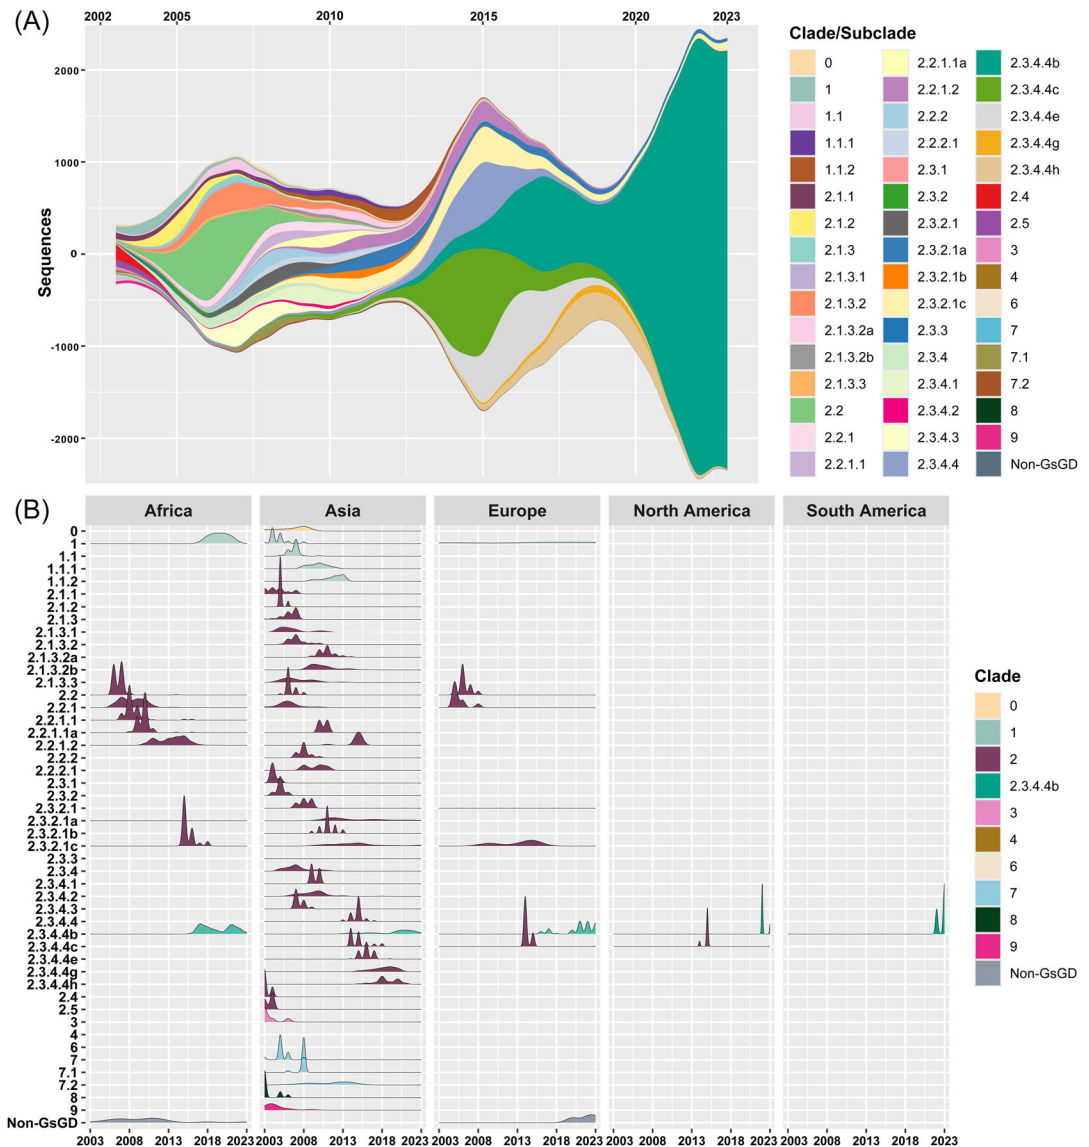 (A)
2002 2005 2010 2015 2020 2023
Sequences
2000
1000
0
-1000
-2000
Clade/Subclade
0 2.2.1.1a 2.3.4.4b
1 2.2.1.2 2.3.4.4c
1.1 2.2.2 2.3.4.4e
1.1.1 2.2.2.1 2.3.4.4g
1.1.2 2.3.1 2.3.4.4h
2.1.1 2.3.2 2.4
2.1.2 2.3.2.1 2.5
2.1.3 2.3.2.1a 3
2.1.3.1 2.3.2.1b 4
2.1.3.2 2.3.2.1c 6
2.1.3.2a 2.3.3 7
2.1.3.2b 2.3.4 7.1
2.1.3.3 2.3.4.1 7.2
2.2 2.3.4.2 8
2.2.1 2.3.4.3 9
2.2.1.1 2.3.4.4 Non-GsGD
(B)
Africa Asia Europe North America South America
0
1
1.1
1.1.1
1.1.2
2.1.1
2.1.2
2.1.3
2.1.3.1
2.1.3.2
2.1.3.2a
2.1.3.2b
2.1.3.3
2.2
2.2.1
2.2.1.1
2.2.1.1a
2.2.1.2
2.2.2
2.2.2.1
2.3.1
2.3.2
2.3.2.1
2.3.2.1a
2.3.2.1b
2.3.2.1c
2.3.3
2.3.4
2.3.4.1
2.3.4.2
2.3.4.3
2.3.4.4
2.3.4.4b
2.3.4.4c
2.3.4.4e
2.3.4.4g
2.3.4.4h
2.4
2.5
3
4
6
7
7.1
7.2
8
9
Non-GsGD
2003 2008 2013 2018 2023 2003 2008 2013 2018 2023 2003 2008 2013 2018 2023 2003 2008 2013 2018 2023 2003 2008 2013 2018 2023
Clade
0
1
2
2.3.4.4b
3
4
6
7
8
9
Non-GsGD